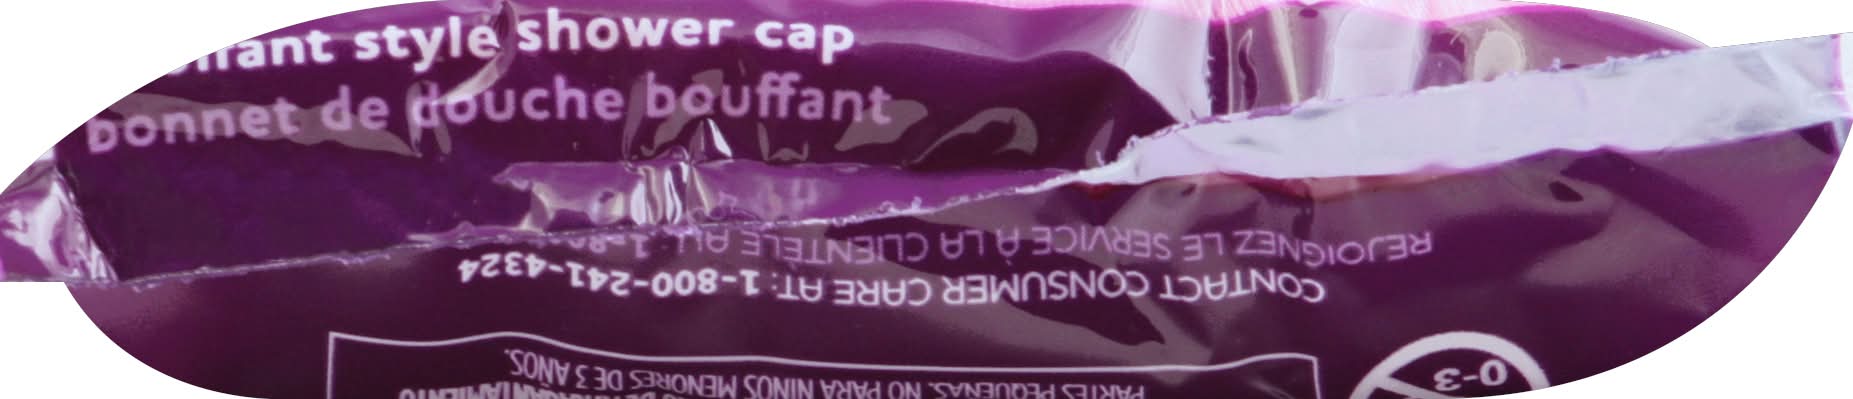 style shower cap
bonnet de douche bouffant
REJOIGNEZ LE SERVICE À LA CLIENTÈLE AU:
CONTACT CONSUMER CARE AT: 1-800-241-4324
PARTES PEQUEÑAS. NO PARA NIÑOS MENORES DE 3 AÑOS.
0-3